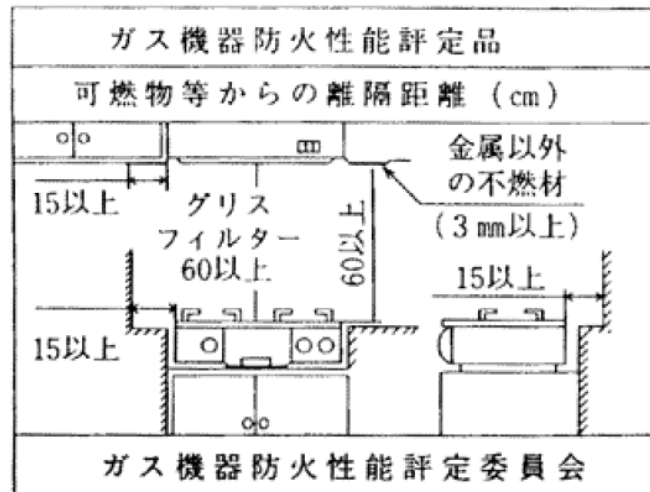 ガス機器防火性能評定品
可燃物等からの離隔距離（cm）
金属以外
の不燃材
（3㎜以上）
15以上
グリス
フィルター
60以上
60以上
15以上
15以上
ガス機器防火性能評定委員会